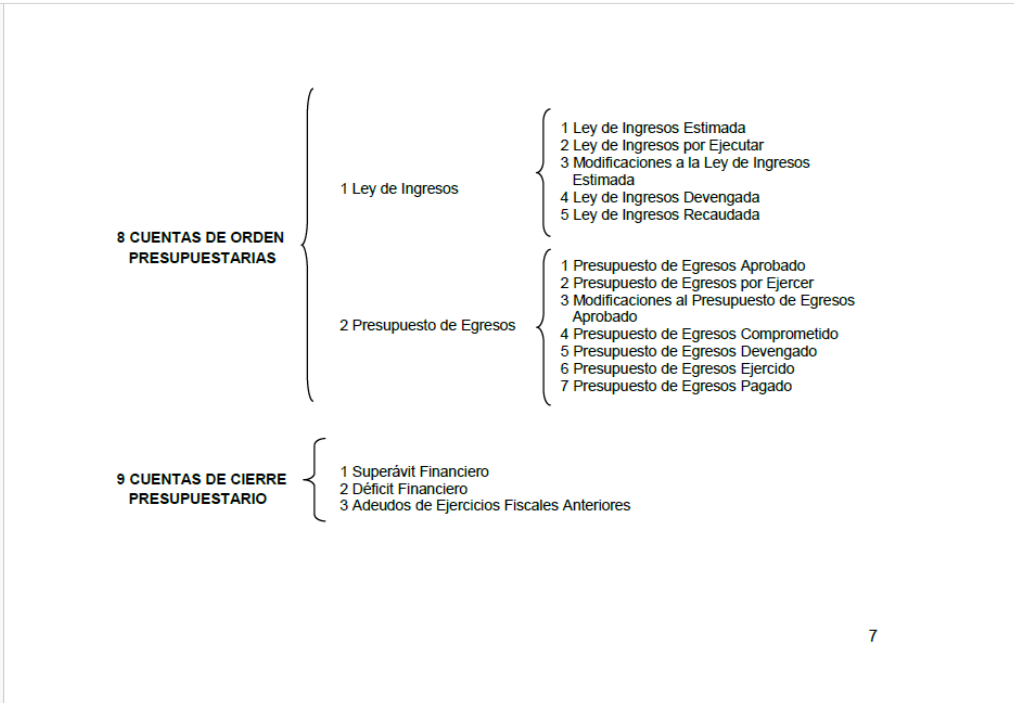 8 CUENTAS DE ORDEN
PRESUPUESTARIAS
1 Ley de Ingresos
1 Ley de Ingresos Estimada
2 Ley de Ingresos por Ejecutar
3 Modificaciones a la Ley de Ingresos
Estimada
4 Ley de Ingresos Devengada
5 Ley de Ingresos Recaudada
2 Presupuesto de Egresos
1 Presupuesto de Egresos Aprobado
2 Presupuesto de Egresos por Ejercer
3 Modificaciones al Presupuesto de Egresos
Aprobado
4 Presupuesto de Egresos Comprometido
5 Presupuesto de Egresos Devengado
6 Presupuesto de Egresos Ejercido
7 Presupuesto de Egresos Pagado
9 CUENTAS DE CIERRE
PRESUPUESTARIO
1 Superávit Financiero
2 Déficit Financiero
3 Adeudos de Ejercicios Fiscales Anteriores
7